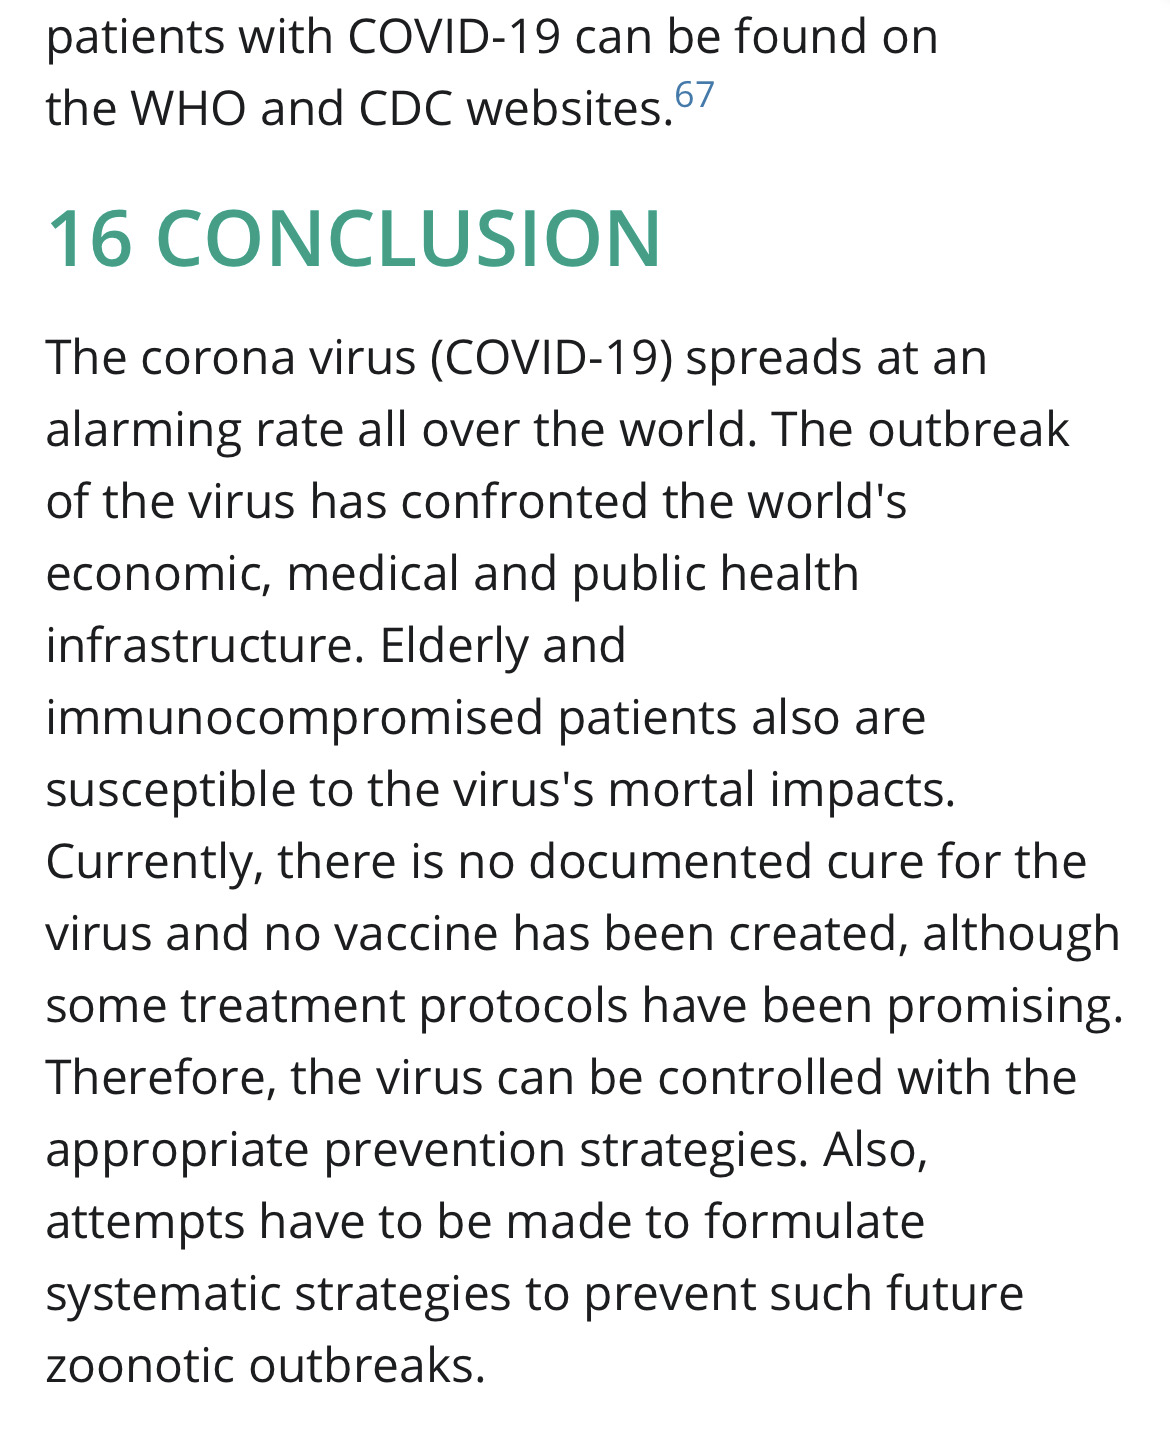 patients with COVID-19 can be found on
the WHO and CDC websites.67
16 CONCLUSION
The corona virus (COVID-19) spreads at an
alarming rate all over the world. The outbreak
of the virus has confronted the world's
economic, medical and public health
infrastructure. Elderly and
immunocompromised patients also are
susceptible to the virus's mortal impacts.
Currently, there is no documented cure for the
virus and no vaccine has been created, although
some treatment protocols have been promising.
Therefore, the virus can be controlled with the
appropriate prevention strategies. Also,
attempts have to be made to formulate
systematic strategies to prevent such future
zoonotic outbreaks.